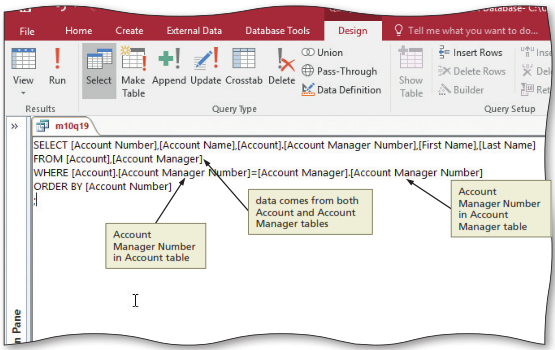 Database- C:\
File Home Create External Data Database Tools Design Tell me what you want to do...
View Run Select Make Table Append Update Crosstab Delete
Union
Pass-Through
Data Definition
Show Table
Insert Rows
Delete Rows
Builder
Results Query Type Query Setup
m10q19
SELECT [Account Number],[Account Name],[Account].[Account Manager Number],[First Name],[Last Name]
FROM [Account],[Account Manager]
WHERE [Account].[Account Manager Number]=[Account Manager].[Account Manager Number]
ORDER BY [Account Number]
;
Account
Manager Number
in Account table
data comes from both
Account and Account
Manager tables
Account
Manager Number
in Account
Manager table
n Pane